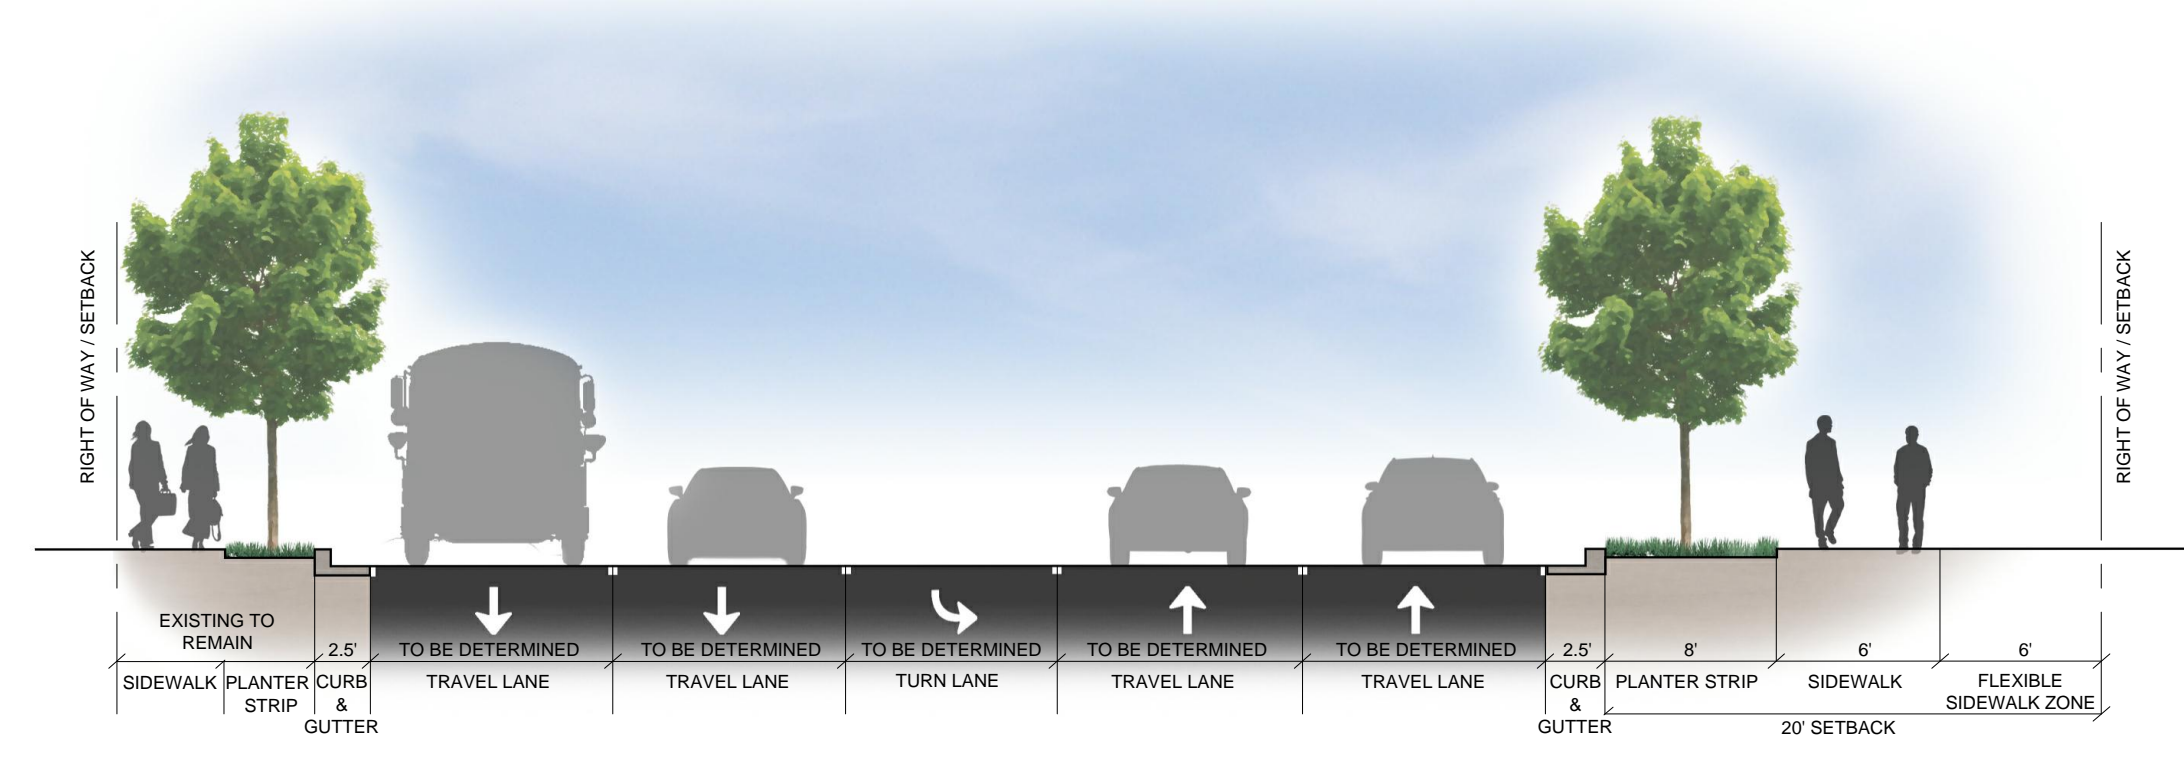 RIGHT OF WAY / SETBACK
RIGHT OF WAY / SETBACK
EXISTING TO
REMAIN
2.5'
TO BE DETERMINED
TO BE DETERMINED
TO BE DETERMINED
TO BE DETERMINED
TO BE DETERMINED
2.5'
8'
6'
6'
SIDEWALK
PLANTER
STRIP
CURB
&
GUTTER
TRAVEL LANE
TRAVEL LANE
TURN LANE
TRAVEL LANE
TRAVEL LANE
CURB
&
GUTTER
PLANTER STRIP
SIDEWALK
FLEXIBLE
SIDEWALK ZONE
20' SETBACK